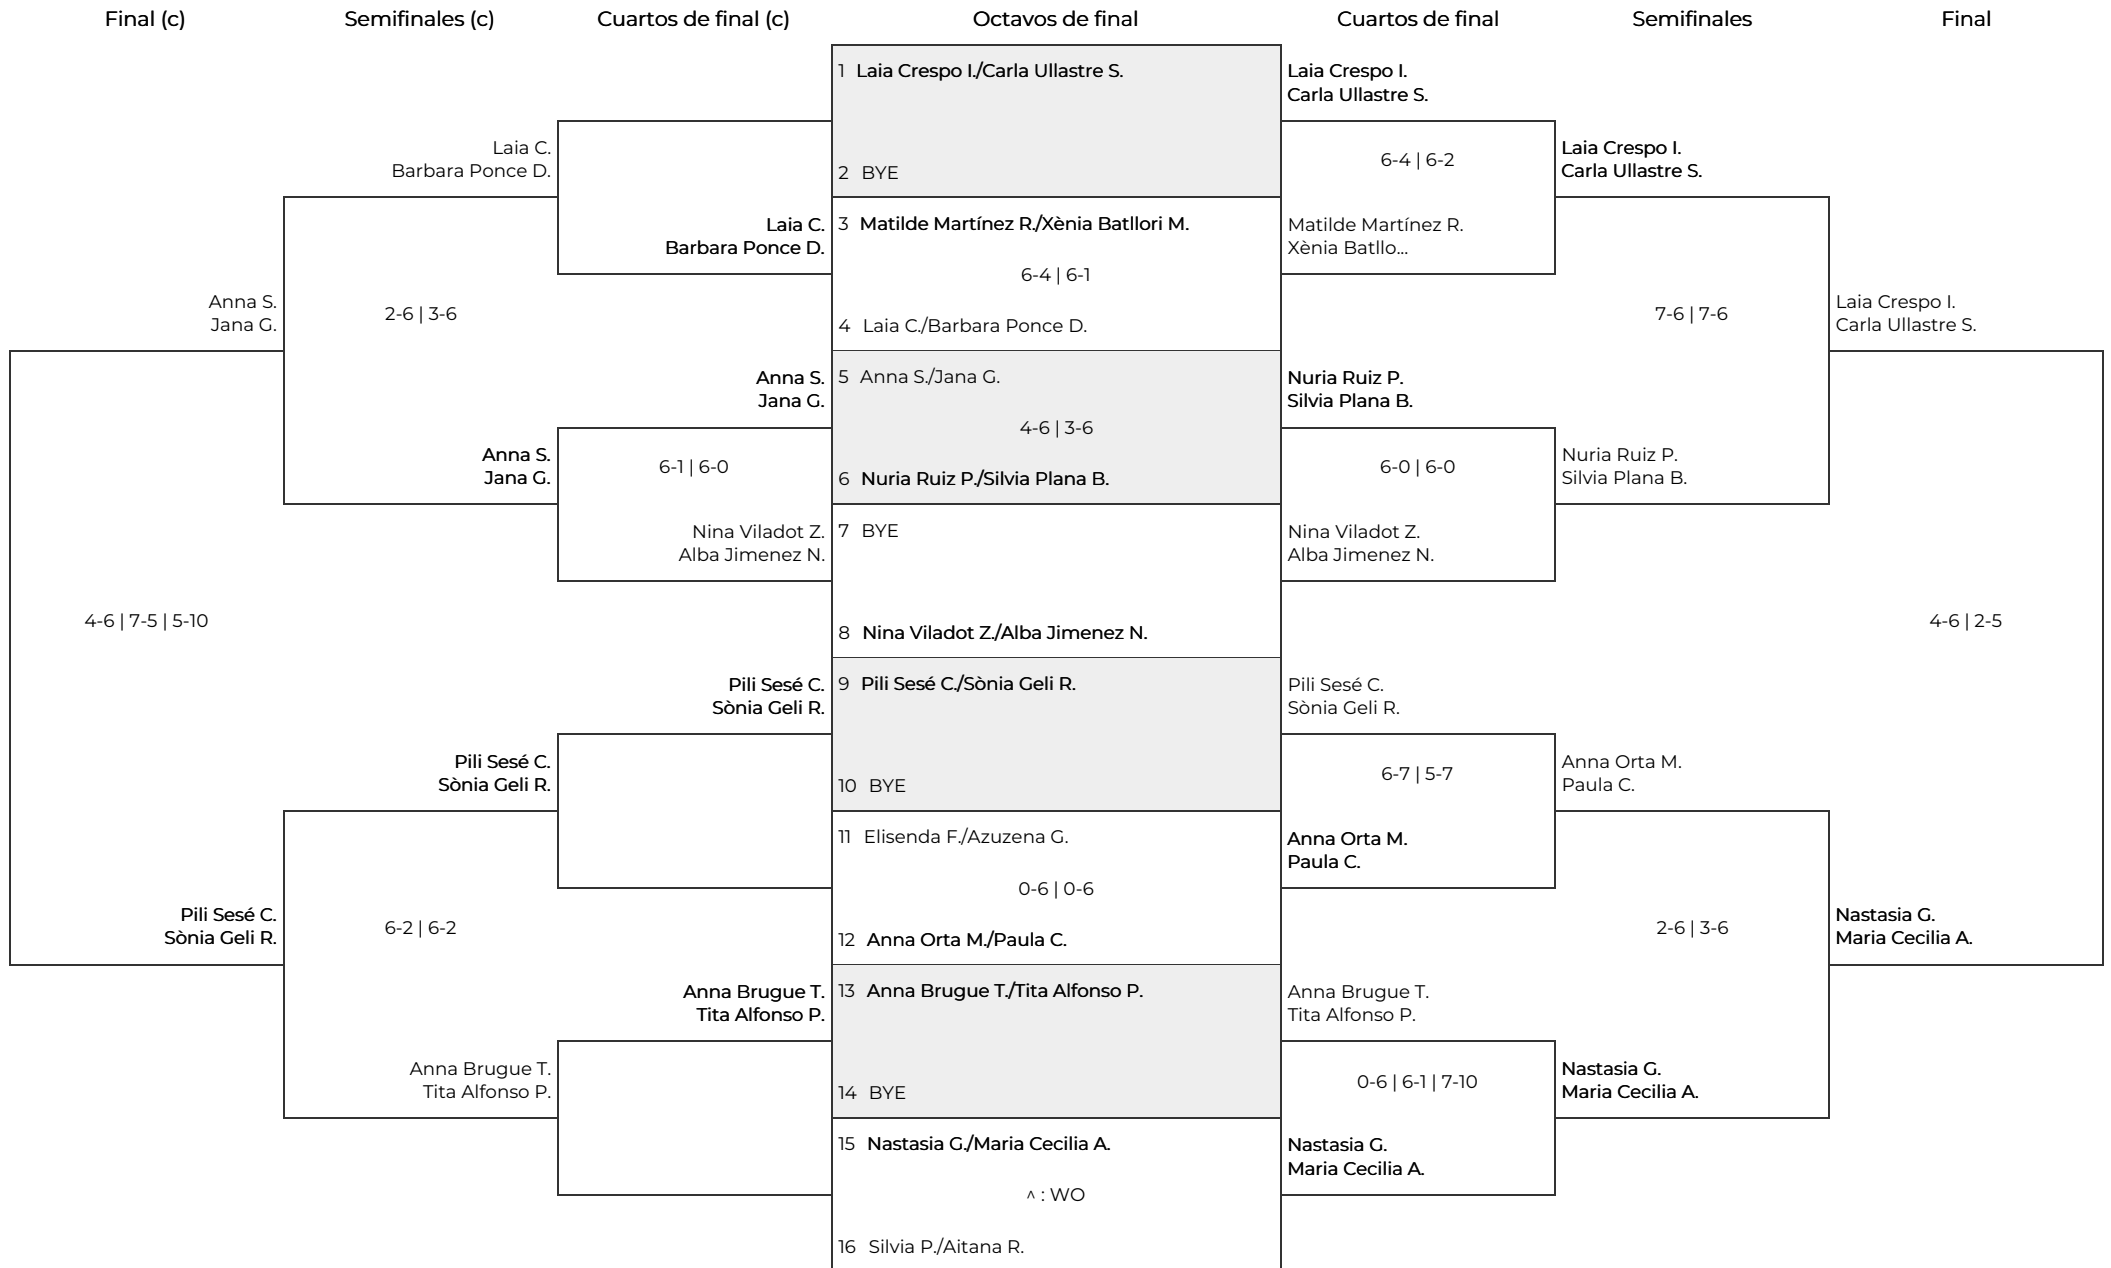 Final (c)
Semifinales (c)
Cuartos de final (c)
Octavos de final
Cuartos de final
Semifinales
Final
Anna S.
Jana G.
4-6 | 7-5 | 5-10
Pili Sesé C.
Sònia Geli R.
Laia C.
Barbara Ponce D.
2-6 | 3-6
Anna S.
Jana G.
Pili Sesé C.
Sònia Geli R.
6-2 | 6-2
Anna Brugue T.
Tita Alfonso P.
Laia C.
Barbara Ponce D.
Anna S.
Jana G.
6-1 | 6-0
Nina Viladot Z.
Alba Jimenez N.
Pili Sesé C.
Sònia Geli R.
Anna Brugue T.
Tita Alfonso P.
1 Laia Crespo I./Carla Ullastre S.
2 BYE
3 Matilde Martínez R./Xènia Batllori M.
6-4 | 6-1
4 Laia C./Barbara Ponce D.
5 Anna S./Jana G.
4-6 | 3-6
6 Nuria Ruiz P./Silvia Plana B.
7 BYE
8 Nina Viladot Z./Alba Jimenez N.
9 Pili Sesé C./Sònia Geli R.
10 BYE
11 Elisenda F./Azuzena G.
0-6 | 0-6
12 Anna Orta M./Paula C.
13 Anna Brugue T./Tita Alfonso P.
14 BYE
15 Nastasia G./Maria Cecilia A.
^ : WO
16 Silvia P./Aitana R.
Laia Crespo I.
Carla Ullastre S.
6-4 | 6-2
Matilde Martínez R.
Xènia Batllo...
Nuria Ruiz P.
Silvia Plana B.
6-0 | 6-0
Nina Viladot Z.
Alba Jimenez N.
Pili Sesé C.
Sònia Geli R.
6-7 | 5-7
Anna Orta M.
Paula C.
Anna Brugue T.
Tita Alfonso P.
0-6 | 6-1 | 7-10
Nastasia G.
Maria Cecilia A.
Laia Crespo I.
Carla Ullastre S.
7-6 | 7-6
Nuria Ruiz P.
Silvia Plana B.
Anna Orta M.
Paula C.
2-6 | 3-6
Nastasia G.
Maria Cecilia A.
Laia Crespo I.
Carla Ullastre S.
4-6 | 2-5
Nastasia G.
Maria Cecilia A.